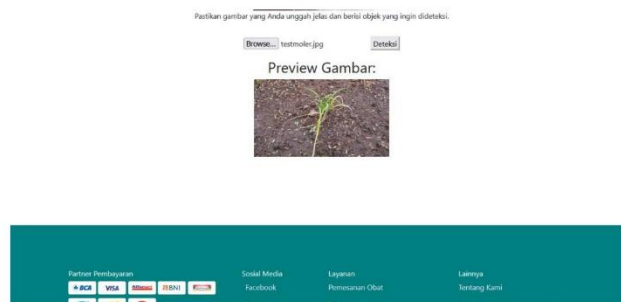 Pastikan gambar yang Anda unggah jelas dan berisi objek yang ingin dideteksi.
Browse... testmoler.jpg Deteksi
Preview Gambar:
Partner Pembayaran Sosial Media Layanan Lainnya
BCA VISA BNI Facebook Pemesanan Obat Tentang Kami